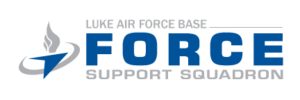 LUKE AIR FORCE BASE
FORCE
SUPPORT SQUADRON